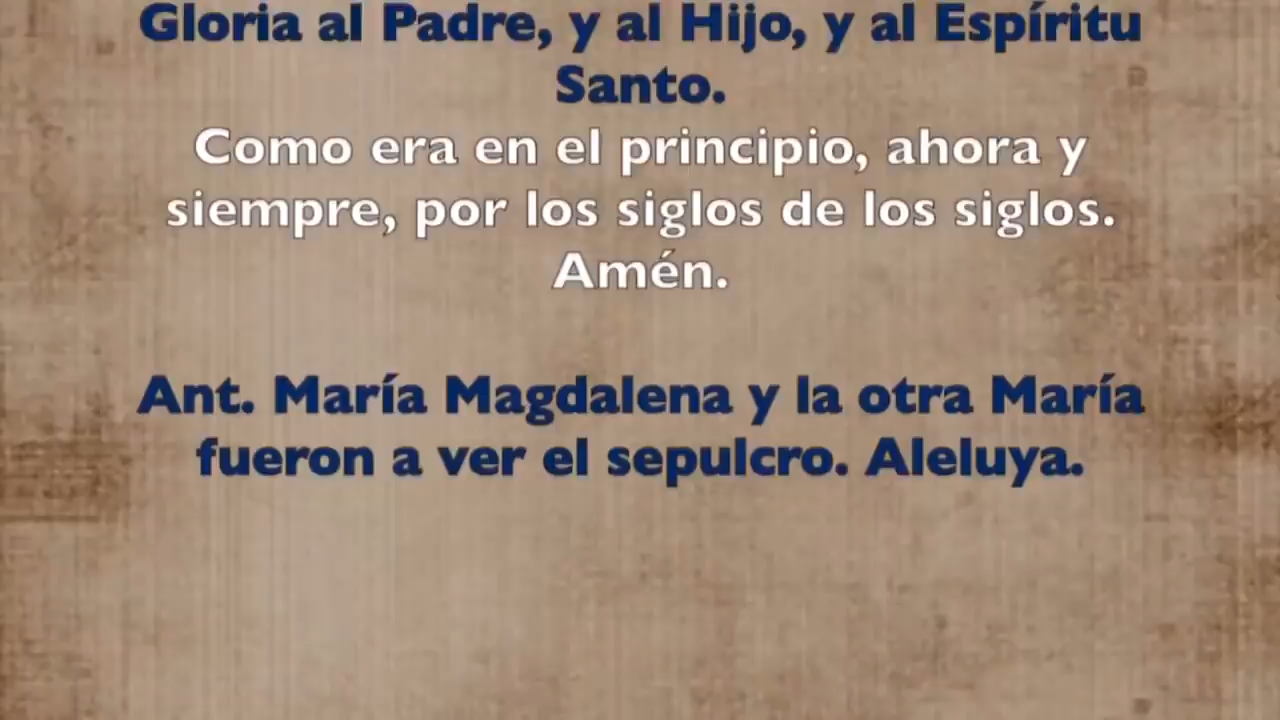 Gloria al Padre, y al Hijo, y al Espíritu
Santo.
Como era en el principio, ahora y
siempre, por los siglos de los siglos.
Amén.
Ant. María Magdalena y la otra María
fueron a ver el sepulcro. Aleluya.